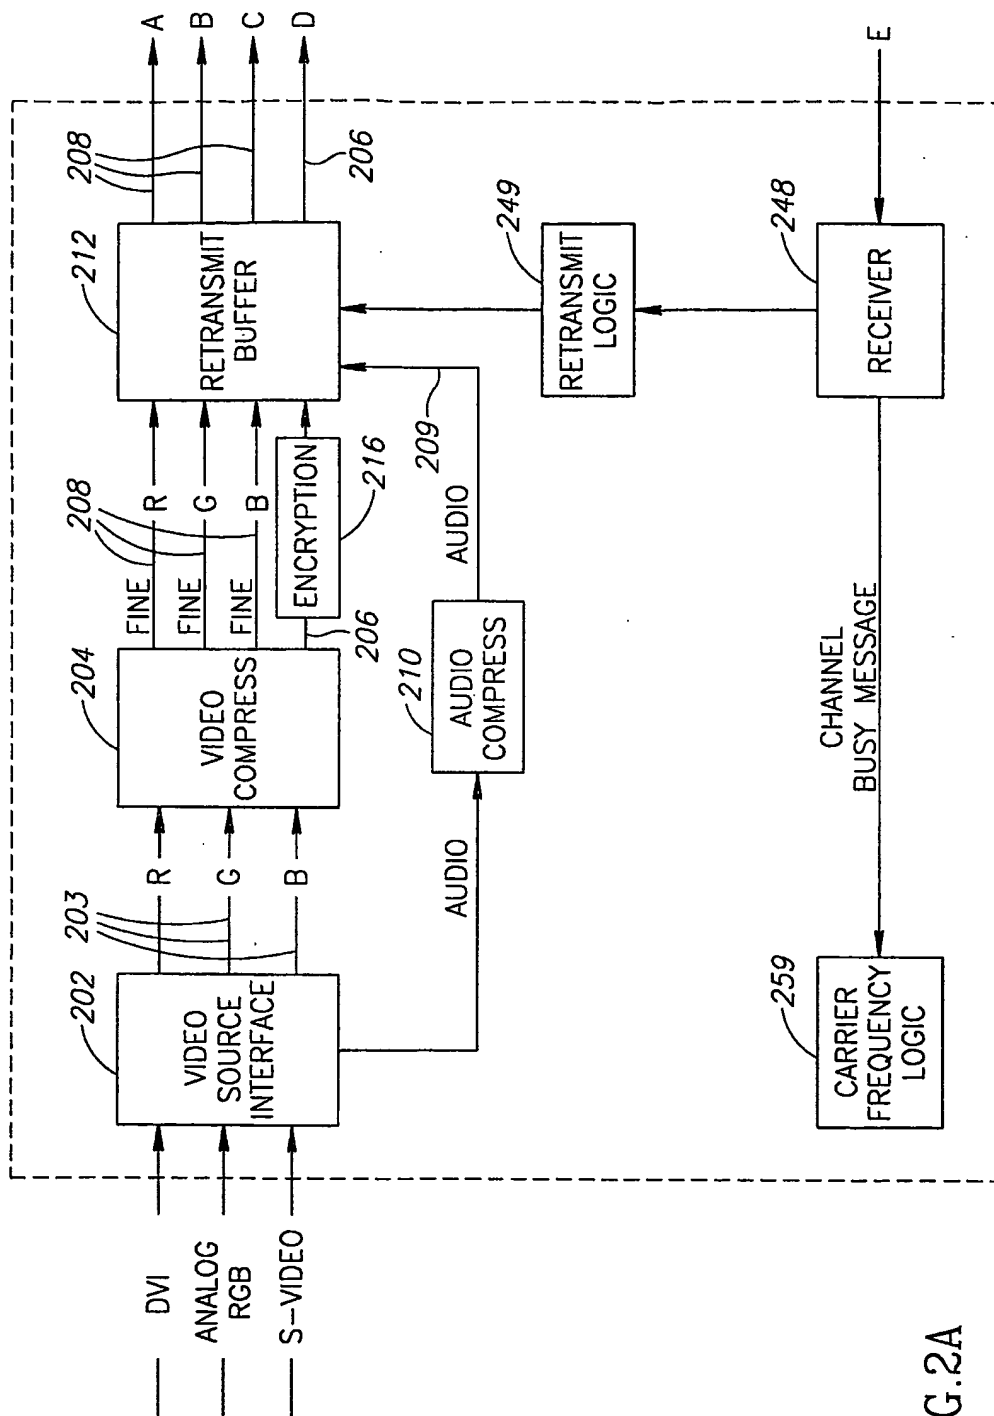 DVI
ANALOG
RGB
S-VIDEO
202
VIDEO
SOURCE
INTERFACE
203
R
G
B
204
VIDEO
COMPRESS
FINE
R
FINE
G
FINE
B
208
206
ENCRYPTION
216
212
RETRANSMIT
BUFFER
208
206
A
B
C
D
AUDIO
210
AUDIO
COMPRESS
AUDIO
209
249
RETRANSMIT
LOGIC
259
CARRIER
FREQUENCY
LOGIC
CHANNEL
BUSY MESSAGE
248
RECEIVER
E
G.2A